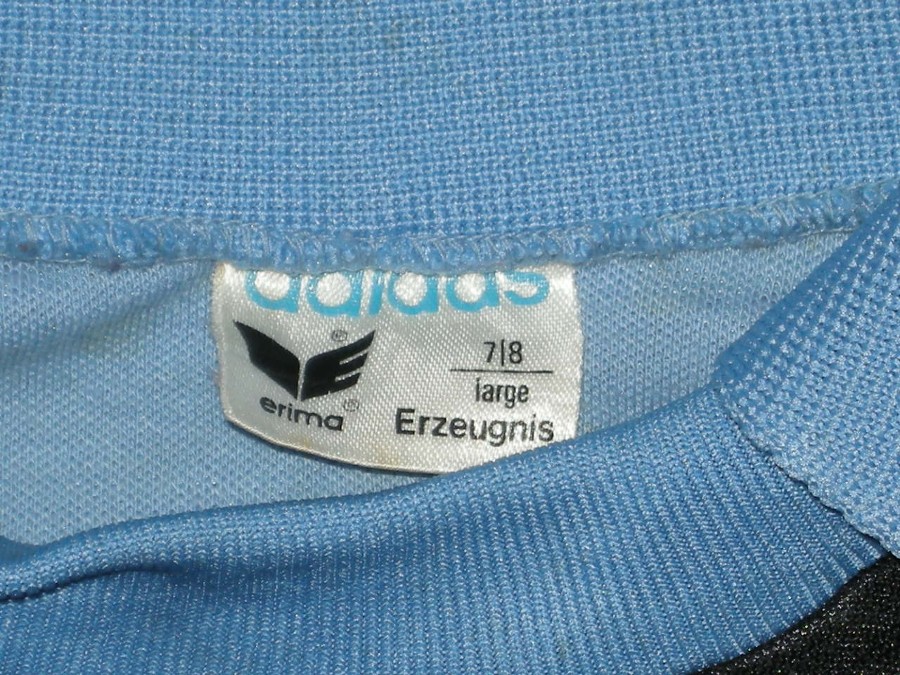 adidas
©
erima®
7|8
large
Erzeugnis